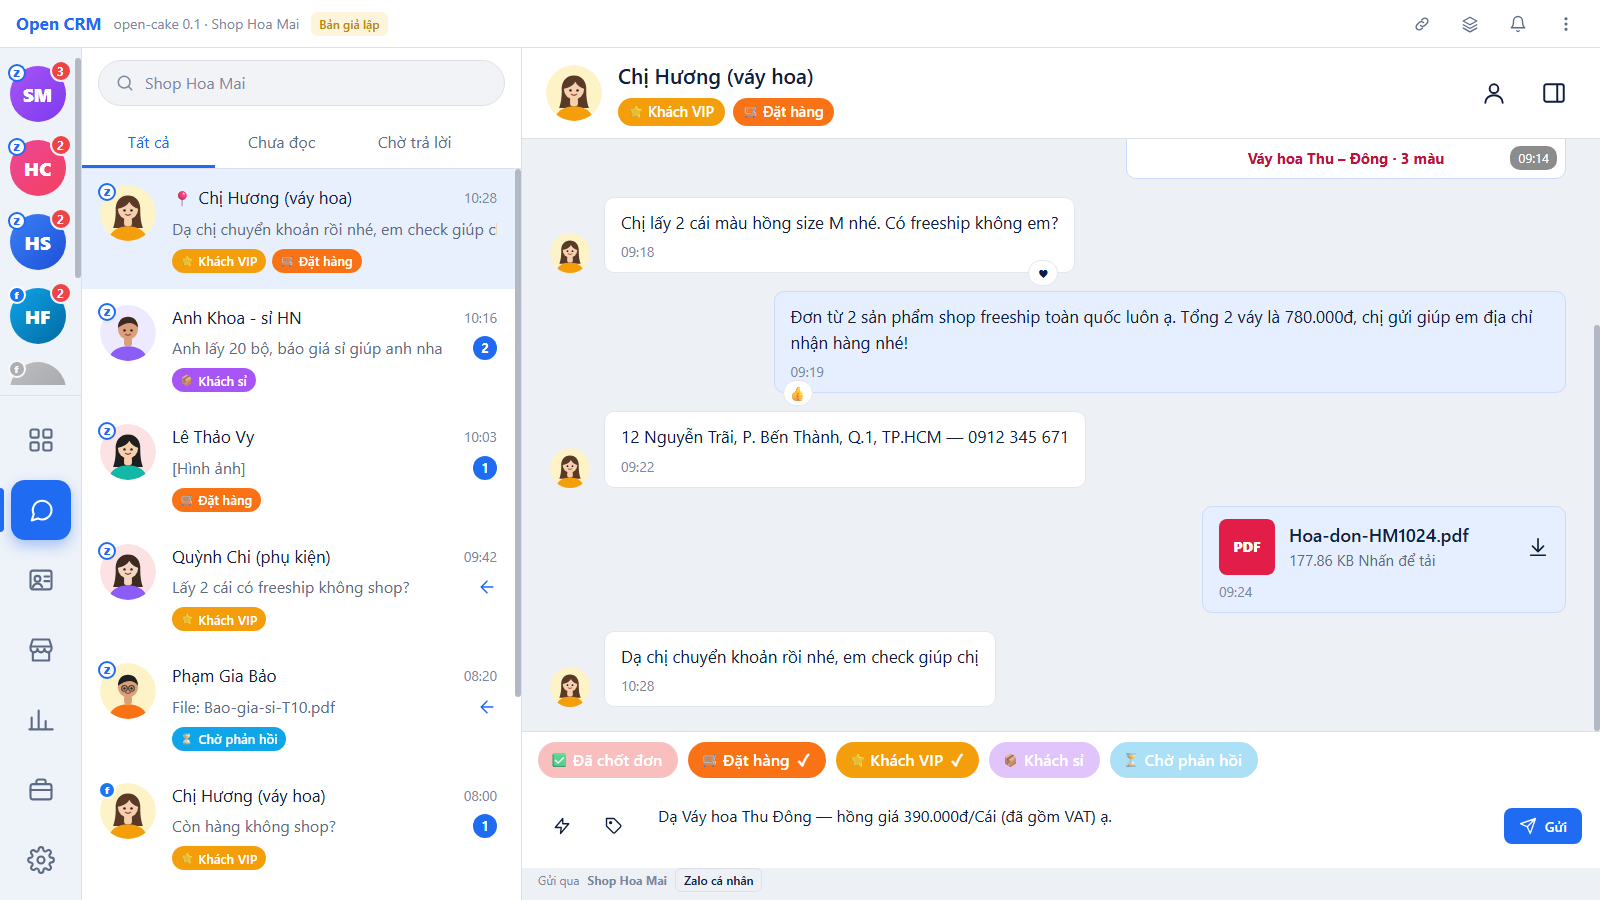 Open CRM
open-cake 0.1 · Shop Hoa Mai
Bản giả lập
SM
3
HC
2
HS
2
HF
2
Shop Hoa Mai
Tất cả
Chưa đọc
Chờ trả lời
Chị Hương (váy hoa)
10:28
Dạ chị chuyển khoản rồi nhé, em check giúp c
Khách VIP
Đặt hàng
Anh Khoa - sỉ HN
10:16
Anh lấy 20 bộ, báo giá sỉ giúp anh nha
2
Khách sỉ
Lê Thảo Vy
10:03
[Hình ảnh]
1
Đặt hàng
Quỳnh Chi (phụ kiện)
09:42
Lấy 2 cái có freeship không shop?
Khách VIP
Phạm Gia Bảo
08:20
File: Bao-gia-si-T10.pdf
Chờ phản hồi
Chị Hương (váy hoa)
08:00
Còn hàng không shop?
1
Khách VIP
Chị Hương (váy hoa)
Khách VIP
Đặt hàng
Váy hoa Thu – Đông · 3 màu
09:14
Chị lấy 2 cái màu hồng size M nhé. Có freeship không em?
09:18
Đơn từ 2 sản phẩm shop freeship toàn quốc luôn ạ. Tổng 2 váy là 780.000đ, chị gửi giúp em địa chỉ
nhận hàng nhé!
09:19
12 Nguyễn Trãi, P. Bến Thành, Q.1, TP.HCM — 0912 345 671
09:22
PDF
Hoa-don-HM1024.pdf
177.86 KB Nhấn để tải
09:24
Dạ chị chuyển khoản rồi nhé, em check giúp chị
10:28
Đã chốt đơn
Đặt hàng ✓
Khách VIP ✓
Khách sỉ
Chờ phản hồi
Dạ Váy hoa Thu Đông — hồng giá 390.000đ/Cái (đã gồm VAT) ạ.
Gửi
Gửi qua Shop Hoa Mai
Zalo cá nhân